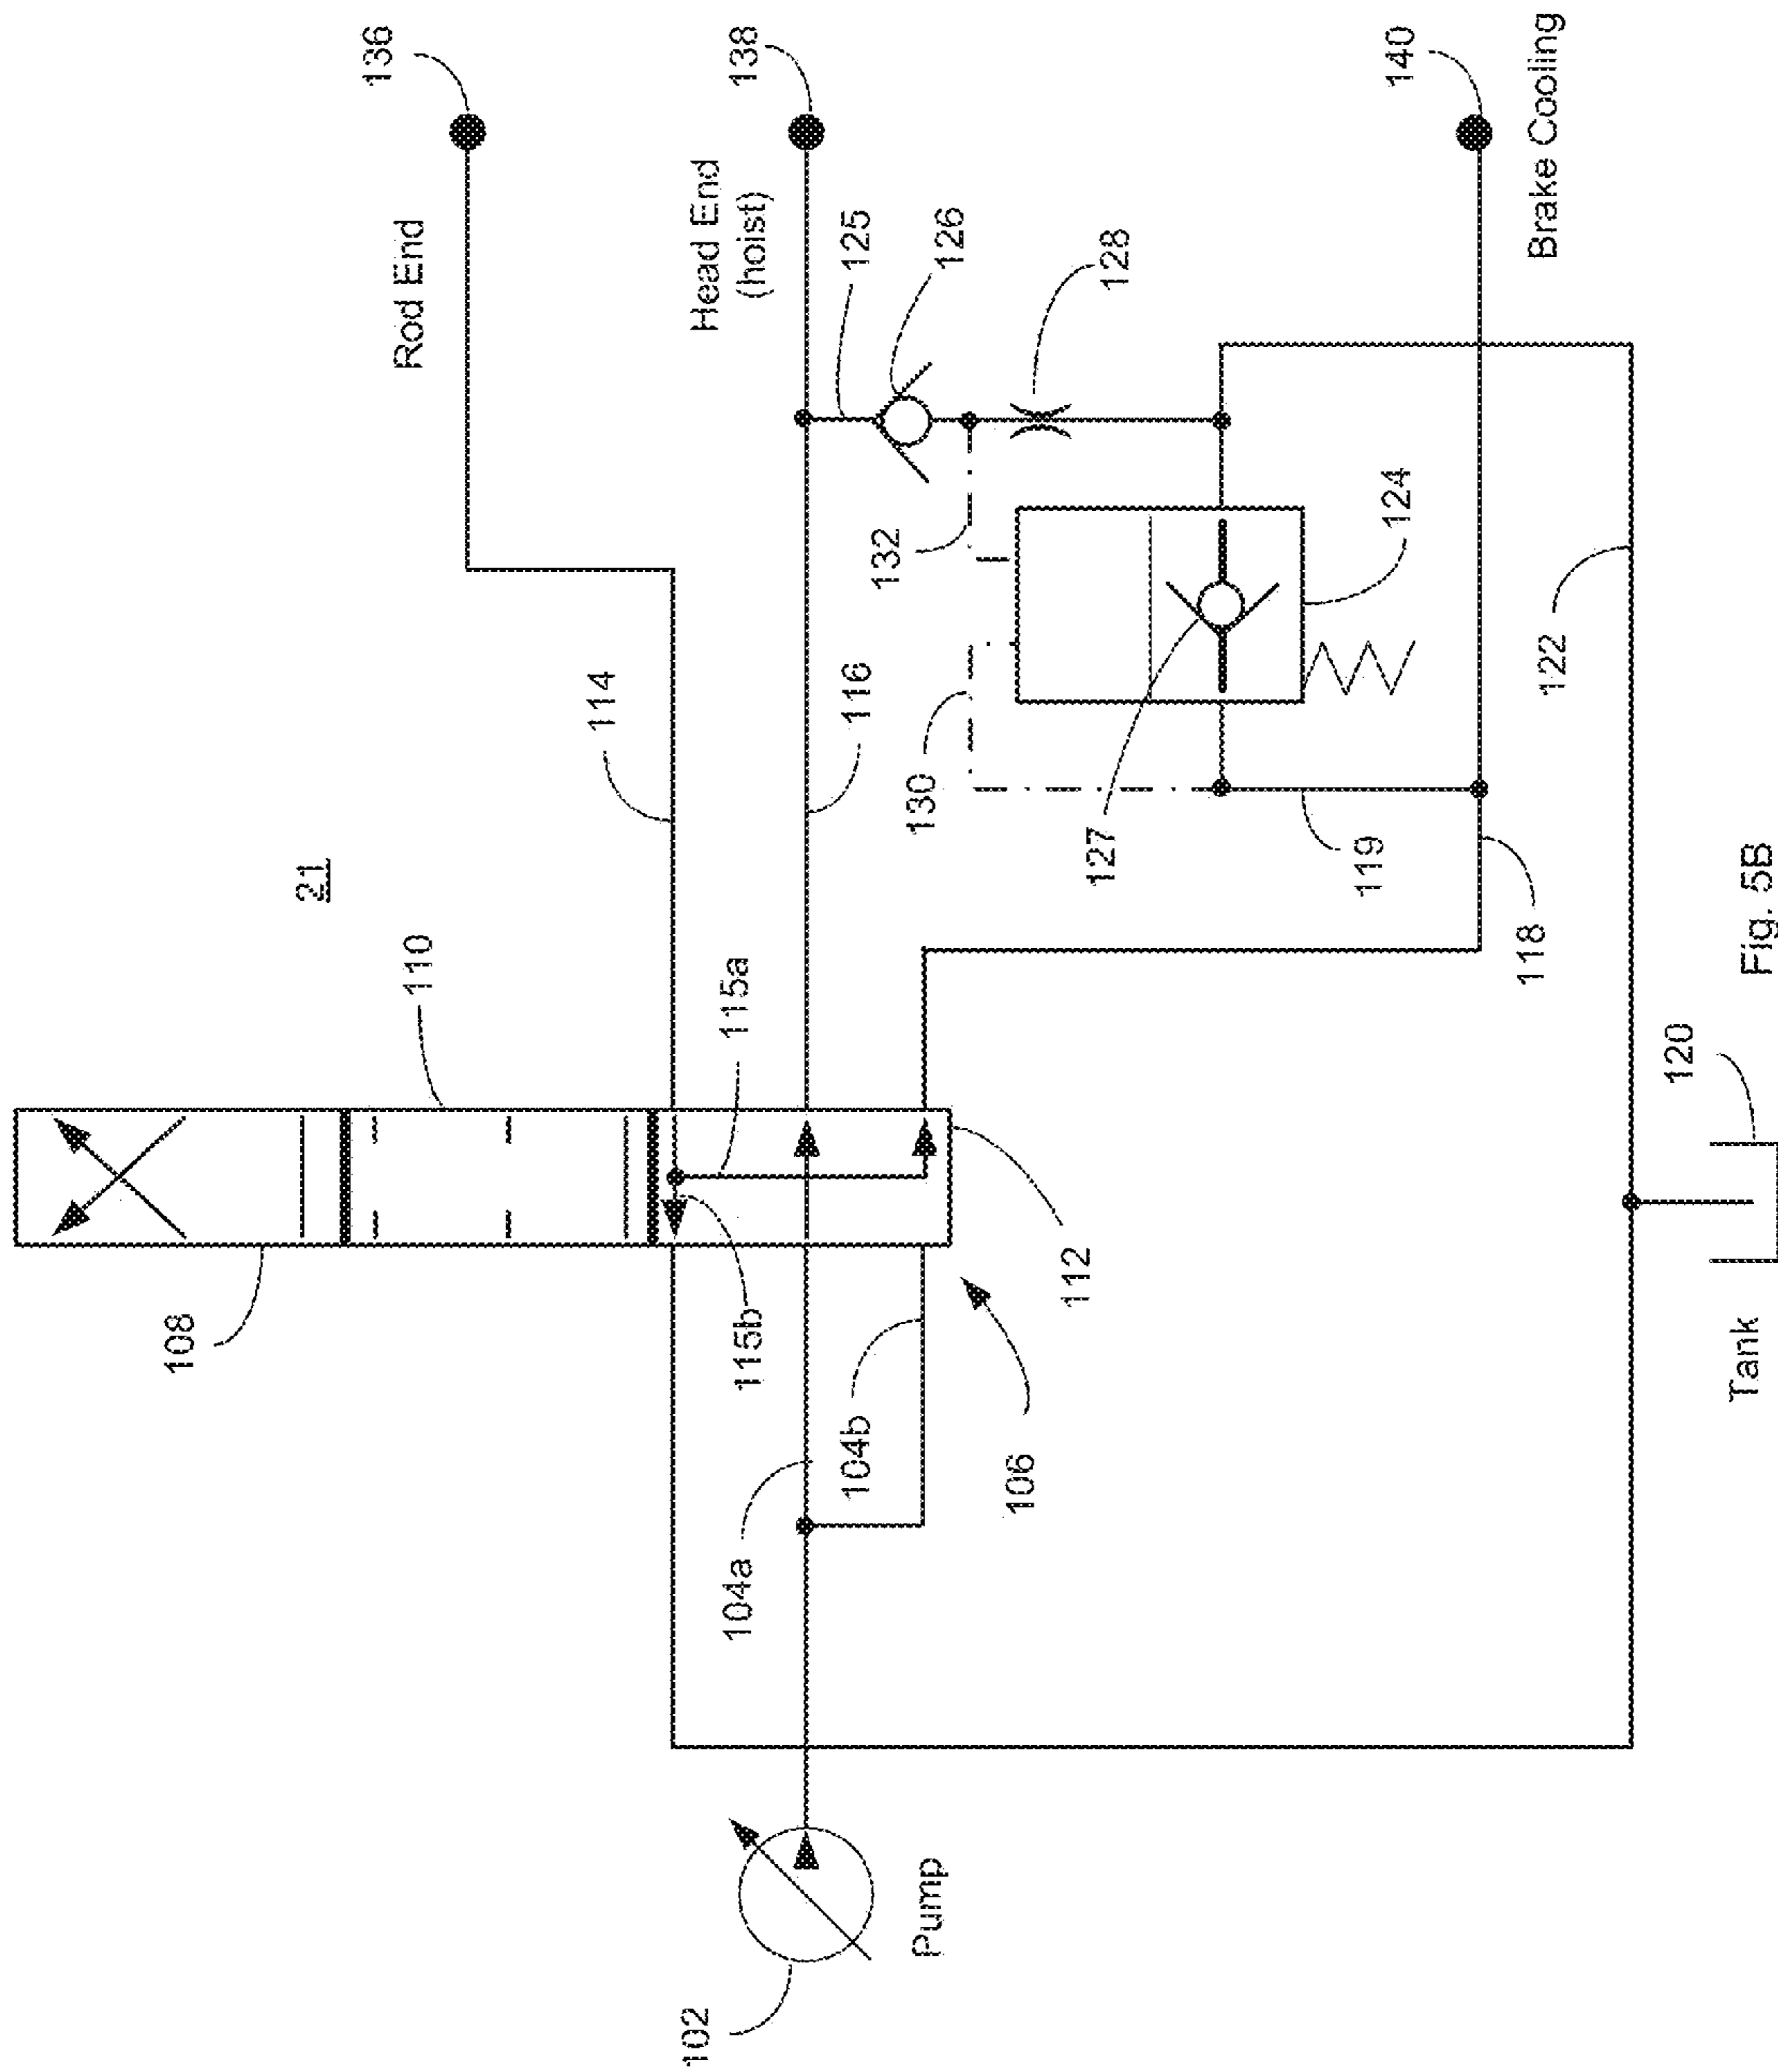 21
136
Rod End
138
Head End
(hoist)
140
Brake Cooling
108
110
112
114
115a
115b
116
125
126
128
132
130
127
124
119
118
122
102
Pump
104a
104b
106
120
Tank
Fig. 5B